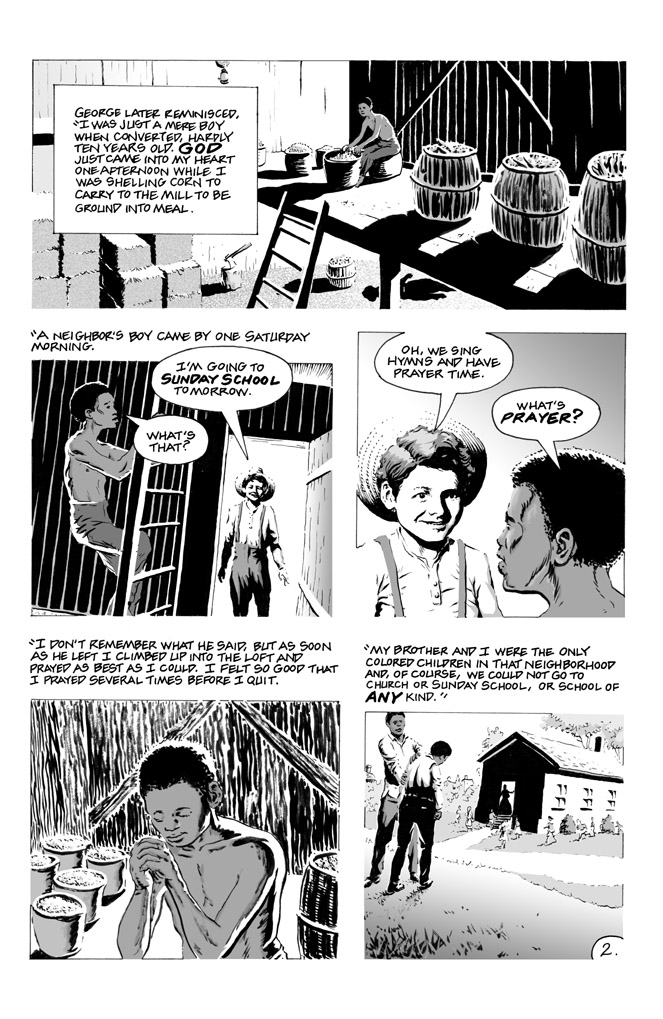 GEORGE LATER REMINISCED,
"I WAS JUST A MERE BOY
WHEN CONVERTED, HARDLY
TEN YEARS OLD. GOD
JUST CAME INTO MY HEART
ONE AFTERNOON WHILE I
WAS SHELLING CORN TO
CARRY TO THE MILL TO BE
GROUND INTO MEAL.
"A NEIGHBOR'S BOY CAME BY ONE SATURDAY
MORNING.
I'M GOING TO
SUNDAY SCHOOL
TOMORROW.
WHAT'S
THAT?
OH, WE SING
HYMNS AND HAVE
PRAYER TIME.
WHAT'S
PRAYER?
"I DON'T REMEMBER WHAT HE SAID, BUT AS SOON
AS HE LEFT I CLIMBED UP INTO THE LOFT AND
PRAYED AS BEST AS I COULD. I FELT SO GOOD THAT
I PRAYED SEVERAL TIMES BEFORE I QUIT.
"MY BROTHER AND I WERE THE ONLY
COLORED CHILDREN IN THAT NEIGHBORHOOD
AND, OF COURSE, WE COULD NOT GO TO
CHURCH OR SUNDAY SCHOOL, OR SCHOOL OF
ANY KIND."
2.